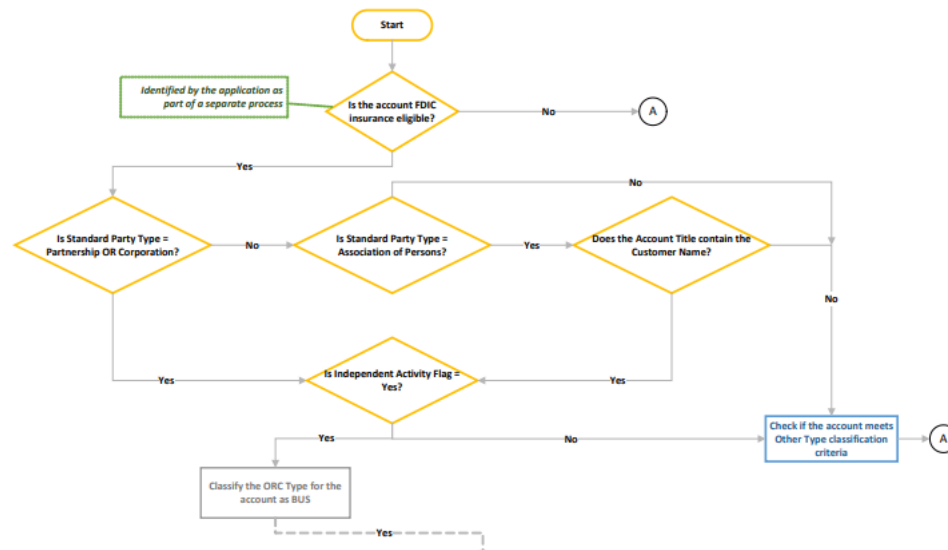 Start
Identified by the application as
part of a separate process
Is the account FDIC
insurance eligible?
No
A
Yes
No
Is Standard Party Type =
Partnership OR Corporation?
No
Is Standard Party Type =
Association of Persons?
Yes
Does the Account Title contain the
Customer Name?
No
Yes
Is Independent Activity Flag =
Yes?
Yes
Yes
No
Check if the account meets
Other Type classification
criteria
A
Classify the ORC Type for the
account as BUS
Yes